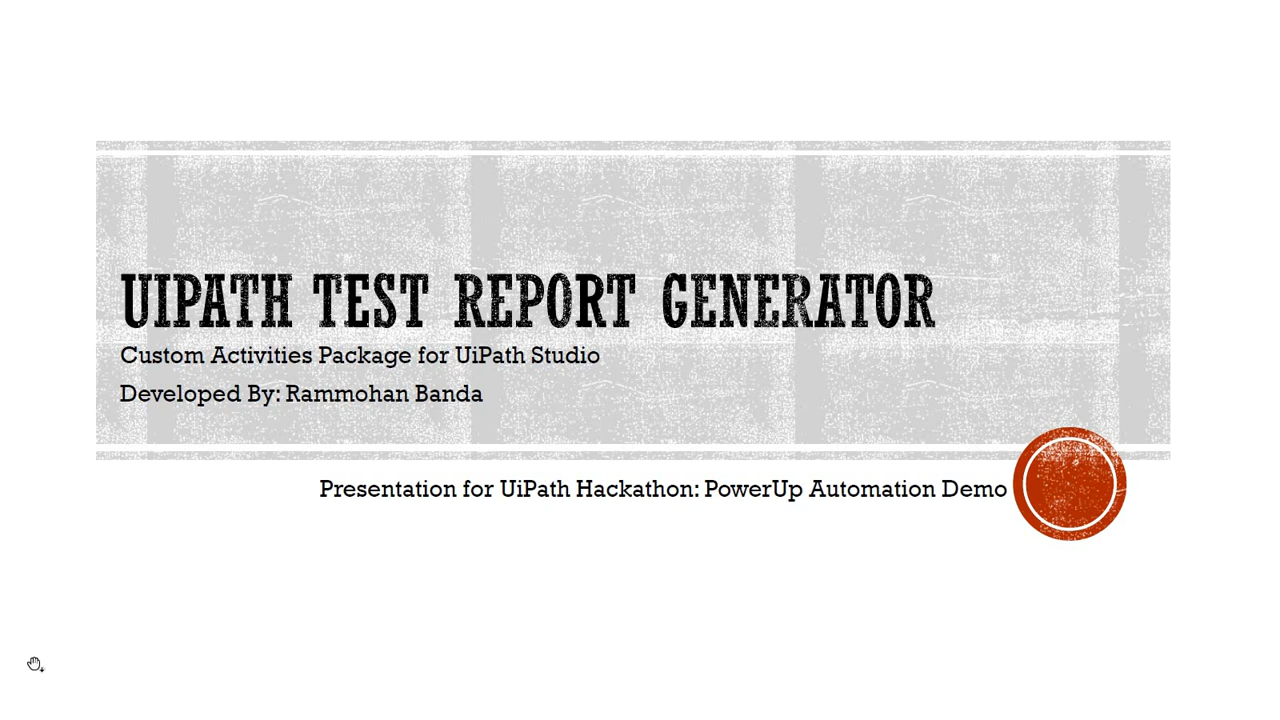 UIPATH TEST REPORT GENERATOR
Custom Activities Package for UiPath Studio
Developed By: Rammohan Banda
Presentation for UiPath Hackathon: PowerUp Automation Demo